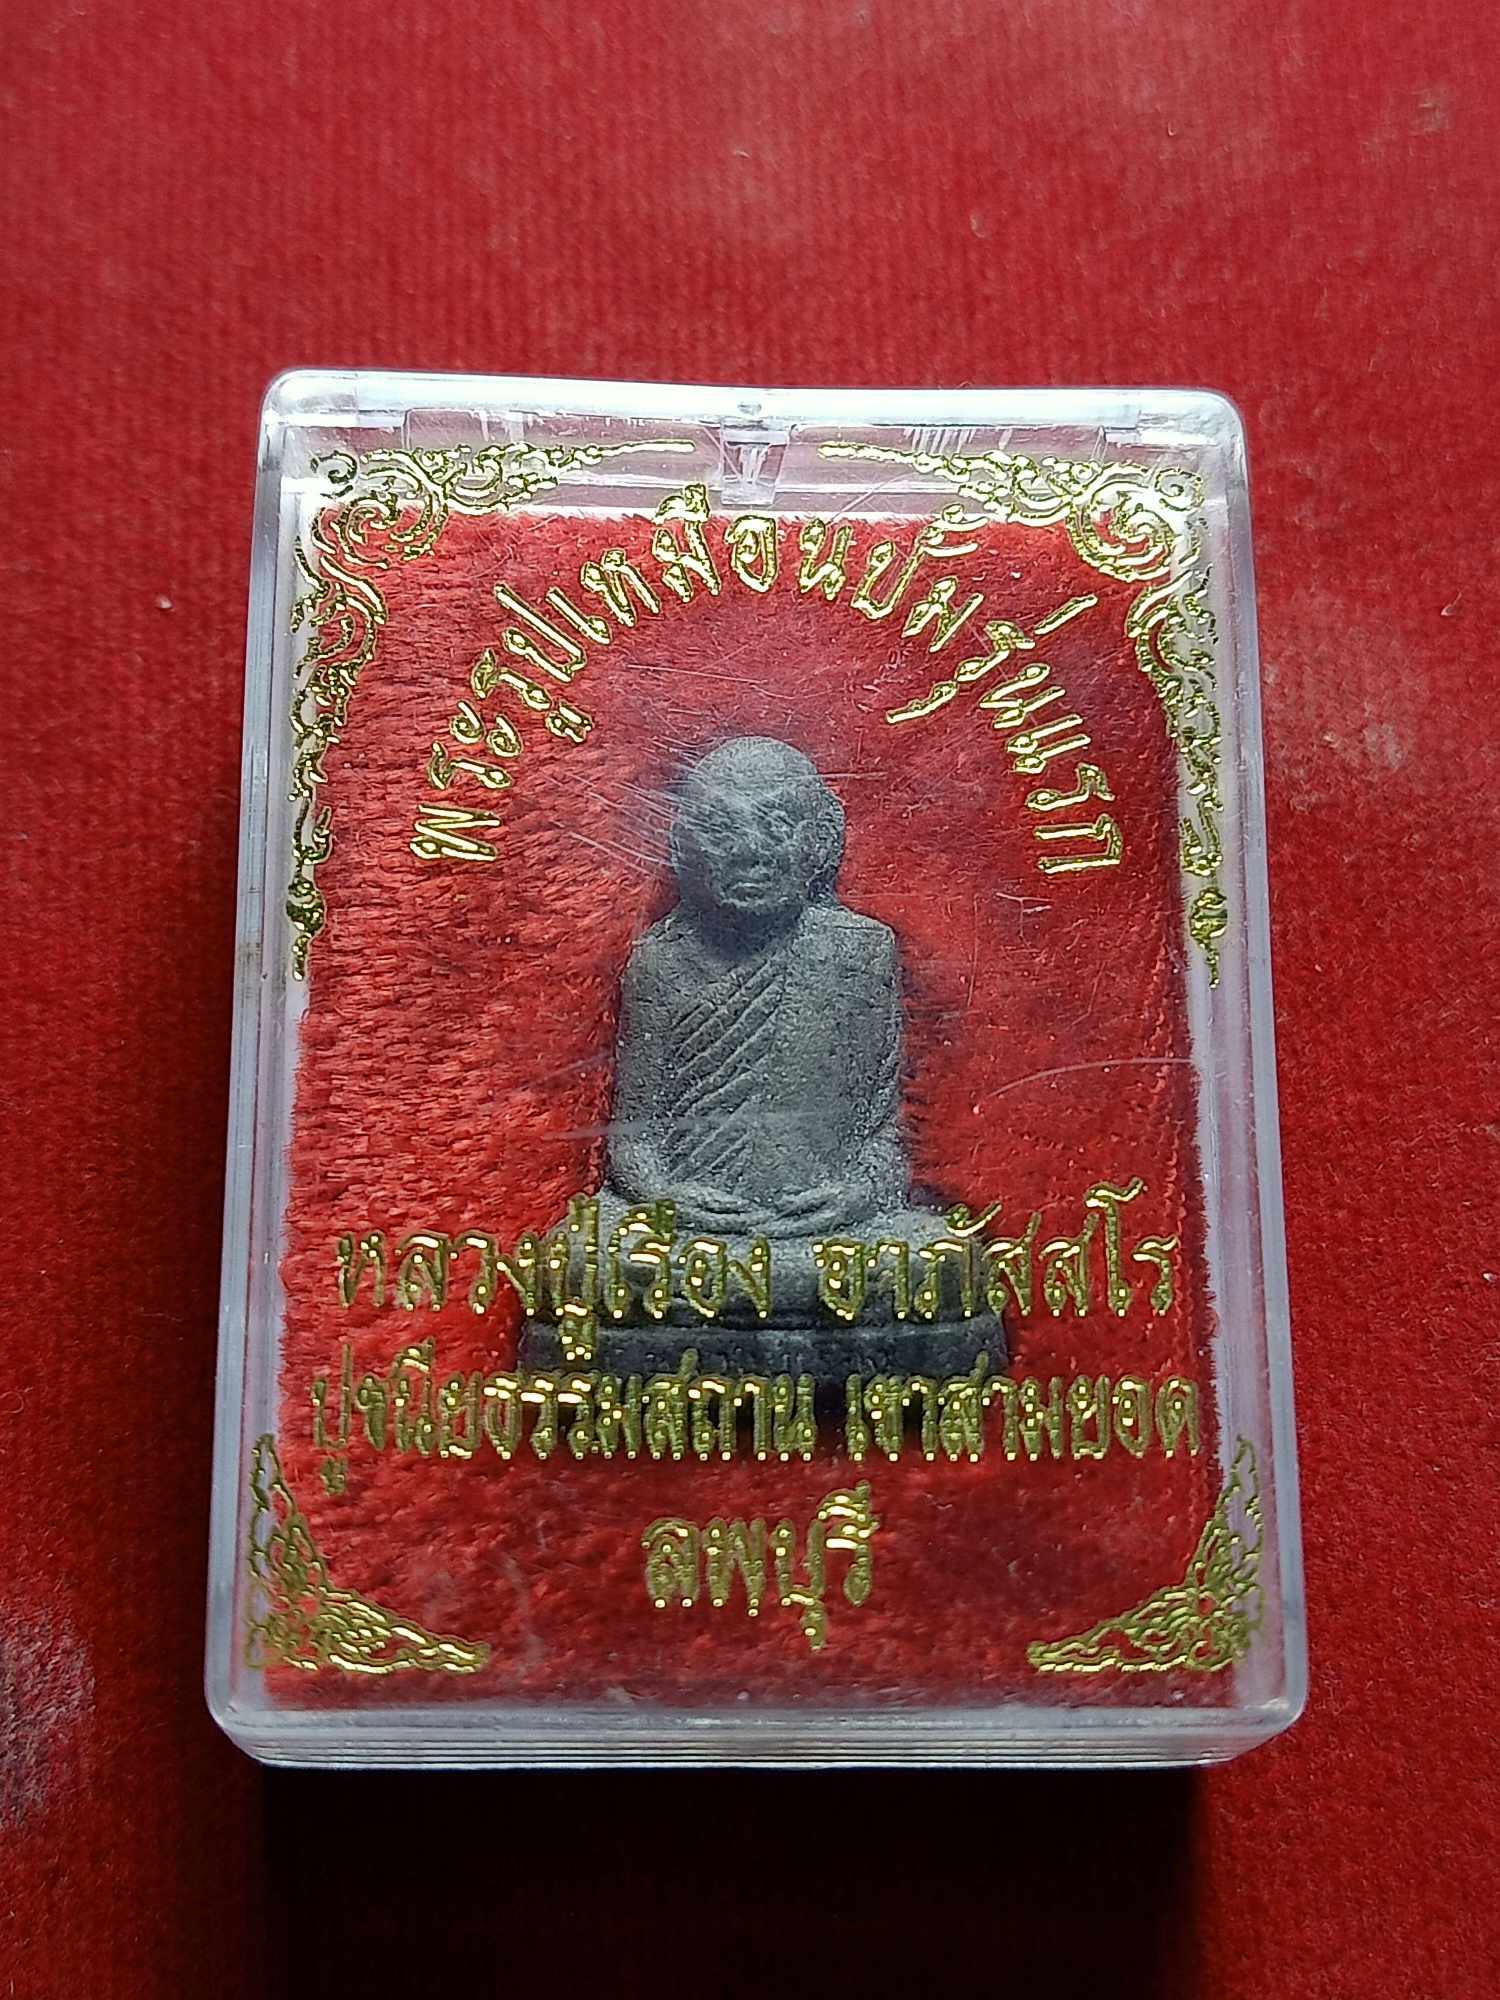 พระรูปเหมือนปั๊มรุ่นแรก
หลวงปู่เรือง อาภัสสโร
ปูชนียธรรมสถาน เขาสามยอด
ลพบุรี